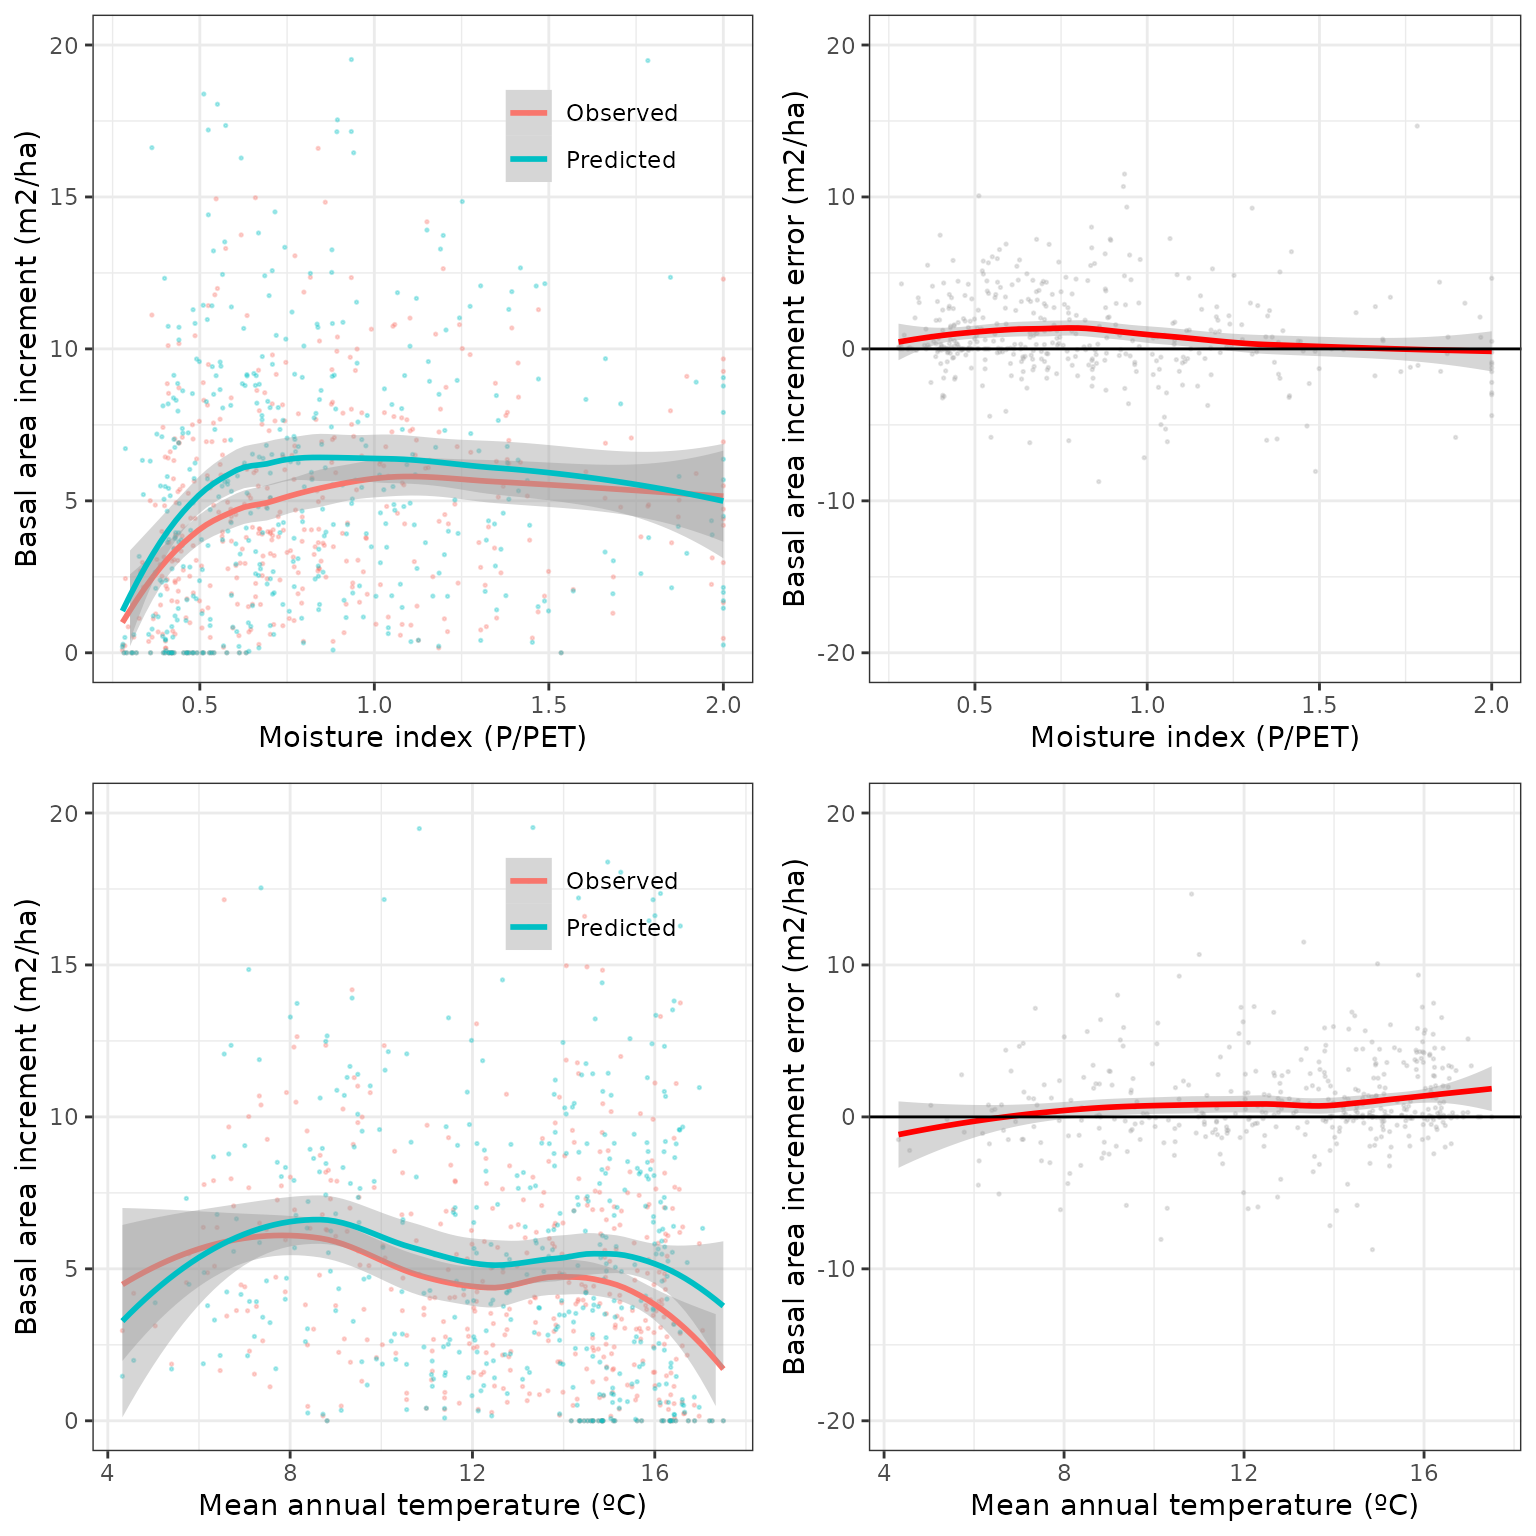 Basal area increment (m2/ha)
20
15
10
5
0
Observed
Predicted
0.5 1.0 1.5 2.0
Moisture index (P/PET)
Basal area increment error (m2/ha)
20
10
0
-10
-20
0.5 1.0 1.5 2.0
Moisture index (P/PET)
Basal area increment (m2/ha)
20
15
10
5
0
Observed
Predicted
4 8 12 16
Mean annual temperature (ºC)
Basal area increment error (m2/ha)
20
10
0
-10
-20
4 8 12 16
Mean annual temperature (ºC)